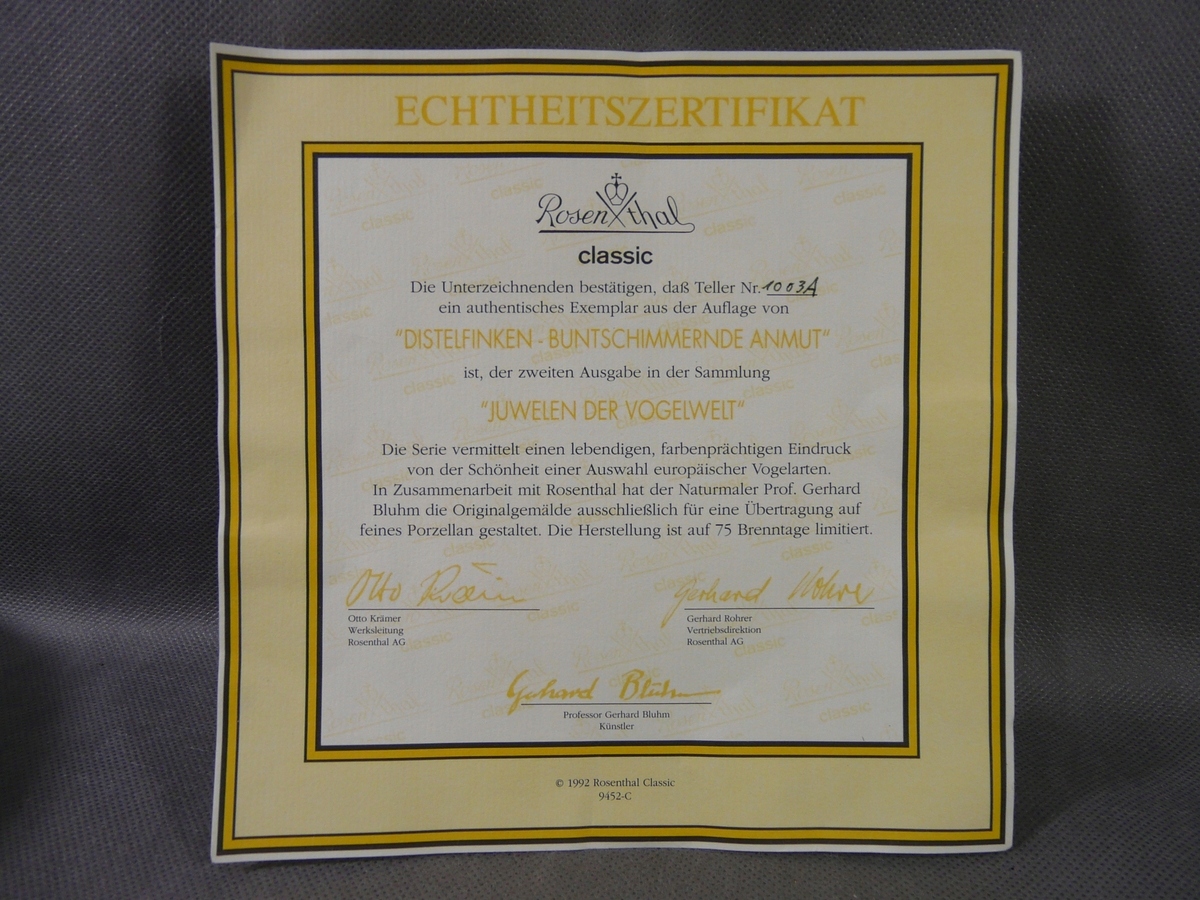 ECHTHEITSZERTIFIKAT
Rosenthal
classic
Die Unterzeichnenden bestätigen, daß Teller Nr. 1003A
ein authentisches Exemplar aus der Auflage von
"DISTELFINKEN - BUNTSCHIMMERNDE ANMUT"
ist, der zweiten Ausgabe in der Sammlung
"JUWELEN DER VOGELWELT"
Die Serie vermittelt einen lebendigen, farbenprächtigen Eindruck
von der Schönheit einer Auswahl europäischer Vogelarten.
In Zusammenarbeit mit Rosenthal hat der Naturmaler Prof. Gerhard
Bluhm die Originalgemälde ausschließlich für eine Übertragung auf
feines Porzellan gestaltet. Die Herstellung ist auf 75 Brenntage limitiert.
Otto Krämer
Gerhard Rohrer
Otto Krämer
Werksleitung
Rosenthal AG
Gerhard Rohrer
Vertriebsdirektion
Rosenthal AG
Gerhard Bluhm
Professor Gerhard Bluhm
Künstler
© 1992 Rosenthal Classic
9452-C